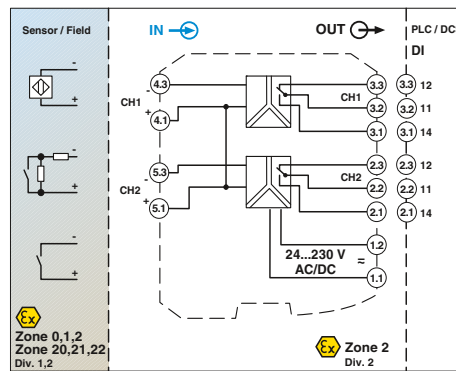 Sensor / Field
IN
OUT
PLC / DC
DI
-
+
-
+
-
+
4.3
-
CH1
+
4.1
5.3
-
CH2
+
5.1
3.3
CH1
3.2
3.1
2.3
CH2
2.2
2.1
1.2
24...230 V
AC/DC
≈
1.1
3.3 12
3.2 11
3.1 14
2.3 12
2.2 11
2.1 14
Ex
Zone 0,1,2
Zone 20,21,22
Div. 1,2
Ex
Zone 2
Div. 2